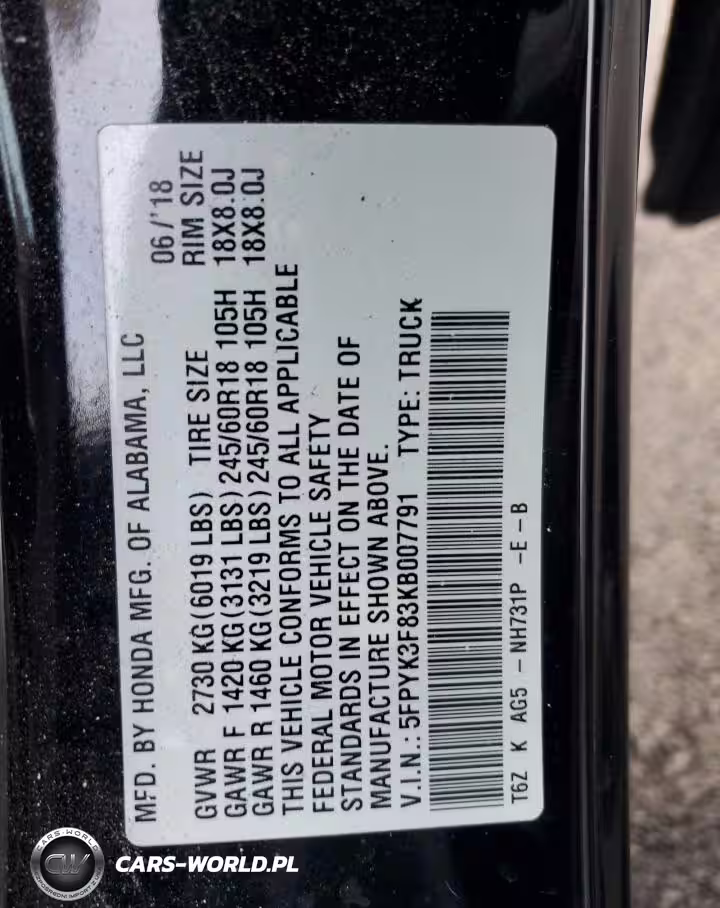 MFD. BY HONDA MFG. OF ALABAMA, LLC
06/'18
GVWR 2730 KG(6019 LBS) TIRE SIZE RIM SIZE
GAWR F 1420 KG(3131 LBS)245/60R18 105H 18X8.0J
GAWR R 1460 KG(3219 LBS)245/60R18 105H 18X8.0J
THIS VEHICLE CONFORMS TO ALL APPLICABLE
FEDERAL MOTOR VEHICLE SAFETY
STANDARDS IN EFFECT ON THE DATE OF
MANUFACTURE SHOWN ABOVE.
V.I.N.: 5FPYK3F83KB007791 TYPE: TRUCK
T6Z K AG5 - NH731P -E-B
CARS-WORLD
CW
CARS-WORLD.PL